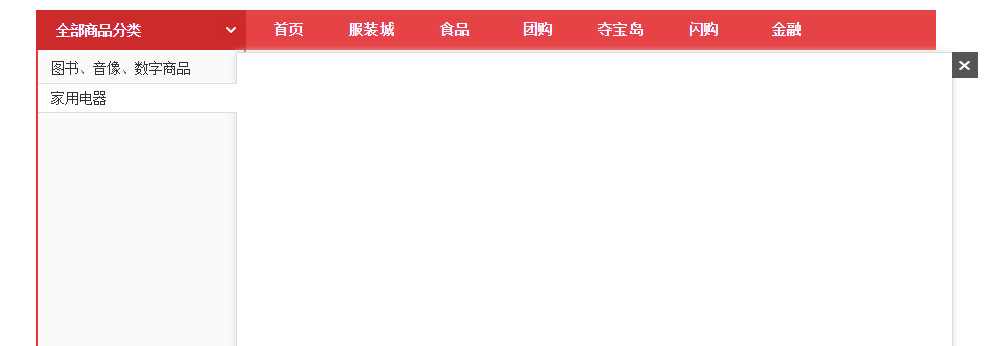 全部商品分类 首页 服装城 食品 团购 夺宝岛 闪购 金融
图书、音像、数字商品
家用电器